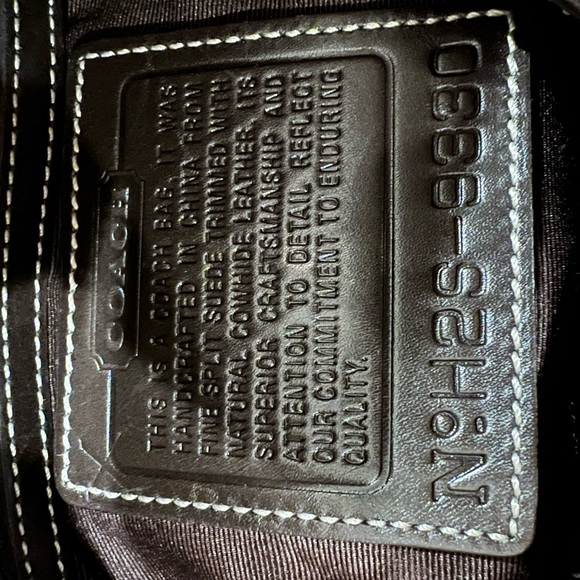 COACH
THIS IS A COACH BAG. IT WAS
HANDCRAFTED IN CHINA FROM
FINE SPLIT SUEDE TRIMMED WITH
NATURAL COWHIDE LEATHER. ITS
SUPERIOR CRAFTSMANSHIP AND
ATTENTION TO DETAIL REFLECT
OUR COMMITMENT TO ENDURING
QUALITY.
Nº H2S-9330